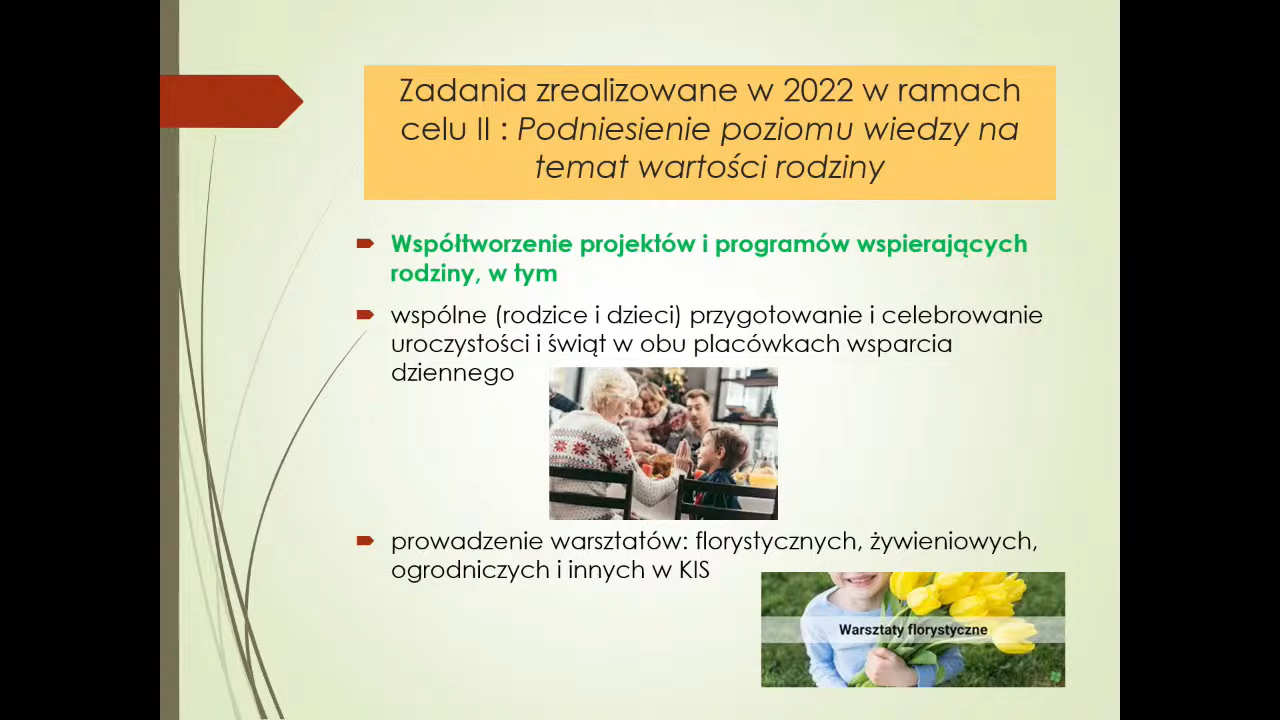 Zadania zrealizowane w 2022 w ramach
celu II : Podniesienie poziomu wiedzy na
temat wartości rodziny
Współtworzenie projektów i programów wspierających
rodziny, w tym
wspólne (rodzice i dzieci) przygotowanie i celebrowanie
uroczystości i świąt w obu placówkach wsparcia
dziennego
prowadzenie warsztatów: florystycznych, żywieniowych,
ogrodniczych i innych w KIS
Warsztaty florystyczne